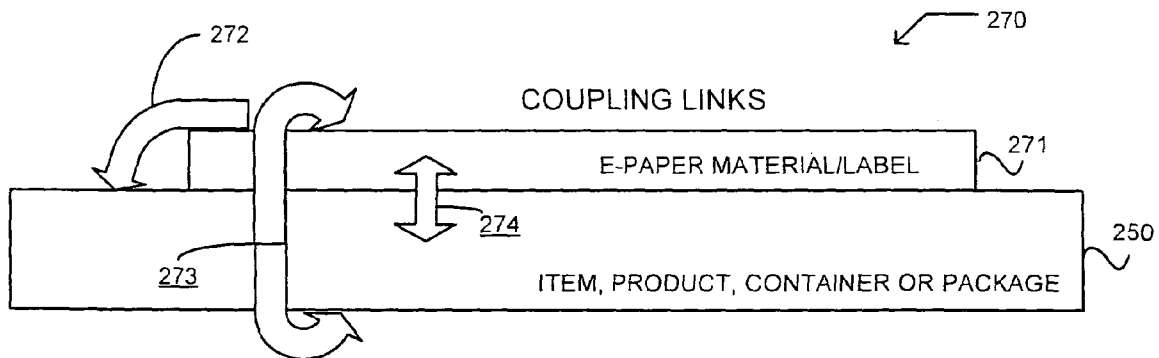 272
270
COUPLING LINKS
E-PAPER MATERIAL/LABEL
271
274
250
273
ITEM, PRODUCT, CONTAINER OR PACKAGE